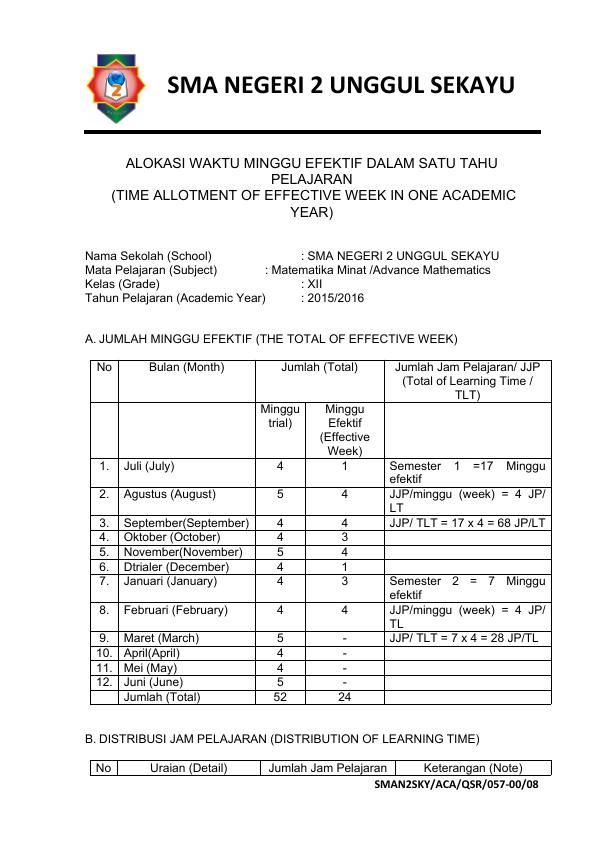 2
SMA NEGERI 2 UNGGUL SEKAYU
ALOKASI WAKTU MINGGU EFEKTIF DALAM SATU TAHU
PELAJARAN
(TIME ALLOTMENT OF EFFECTIVE WEEK IN ONE ACADEMIC
YEAR)
Nama Sekolah (School) : SMA NEGERI 2 UNGGUL SEKAYU
Mata Pelajaran (Subject) : Matematika Minat /Advance Mathematics
Kelas (Grade) : XII
Tahun Pelajaran (Academic Year) : 2015/2016
A. JUMLAH MINGGU EFEKTIF (THE TOTAL OF EFFECTIVE WEEK)
No Bulan (Month) Jumlah (Total) Jumlah Jam Pelajaran/ JJP
(Total of Learning Time /
TLT)
Minggu Minggu
trial) Efektif
(Effective
Week)
1. Juli (July) 4 1 Semester 1 =17 Minggu
efektif
2. Agustus (August) 5 4 JJP/minggu (week) = 4 JP/
LT
3. September(September) 4 4 JJP/ TLT = 17 x 4 = 68 JP/LT
4. Oktober (October) 4 3
5. November(November) 5 4
6. Dtrialer (December) 4 1
7. Januari (January) 4 3 Semester 2 = 7 Minggu
efektif
8. Februari (February) 4 4 JJP/minggu (week) = 4 JP/
TL
9. Maret (March) 5 - JJP/ TLT = 7 x 4 = 28 JP/TL
10. April(April) 4 -
11. Mei (May) 4 -
12. Juni (June) 5 -
Jumlah (Total) 52 24
B. DISTRIBUSI JAM PELAJARAN (DISTRIBUTION OF LEARNING TIME)
No Uraian (Detail) Jumlah Jam Pelajaran Keterangan (Note)
SMAN2SKY/ACA/QSR/057-00/08